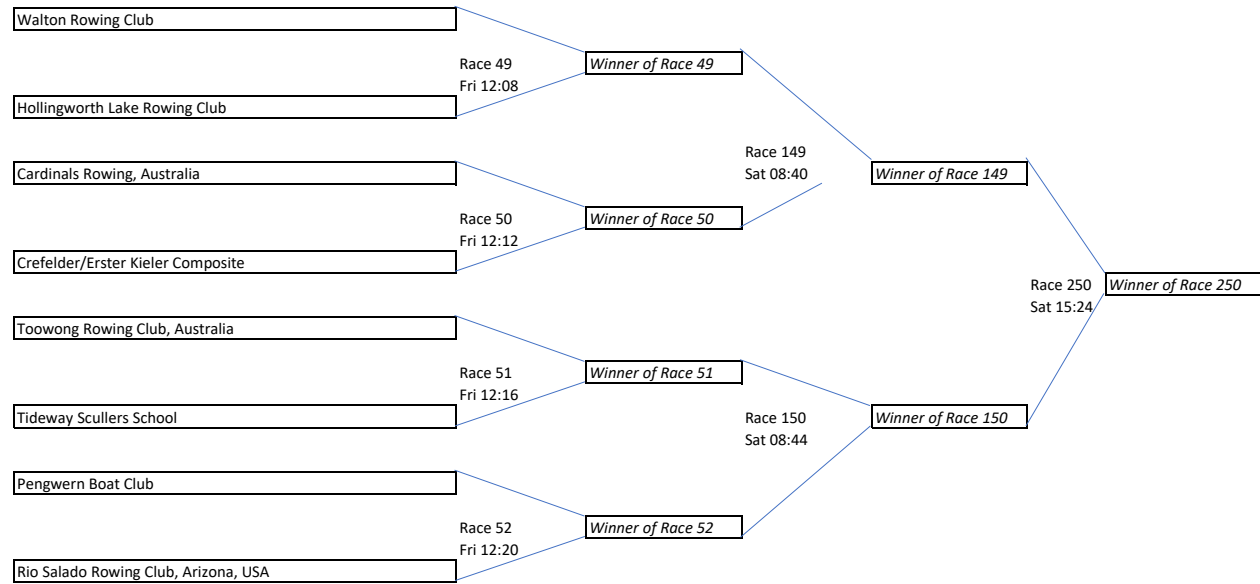 Walton Rowing Club
Race 49
Fri 12:08
Winner of Race 49
Hollingworth Lake Rowing Club
Race 149
Sat 08:40
Cardinals Rowing, Australia
Winner of Race 149
Race 50
Fri 12:12
Winner of Race 50
Crefelder/Erster Kieler Composite
Race 250
Sat 15:24
Winner of Race 250
Toowong Rowing Club, Australia
Race 51
Fri 12:16
Winner of Race 51
Tideway Scullers School
Race 150
Sat 08:44
Winner of Race 150
Pengwern Boat Club
Race 52
Fri 12:20
Winner of Race 52
Rio Salado Rowing Club, Arizona, USA